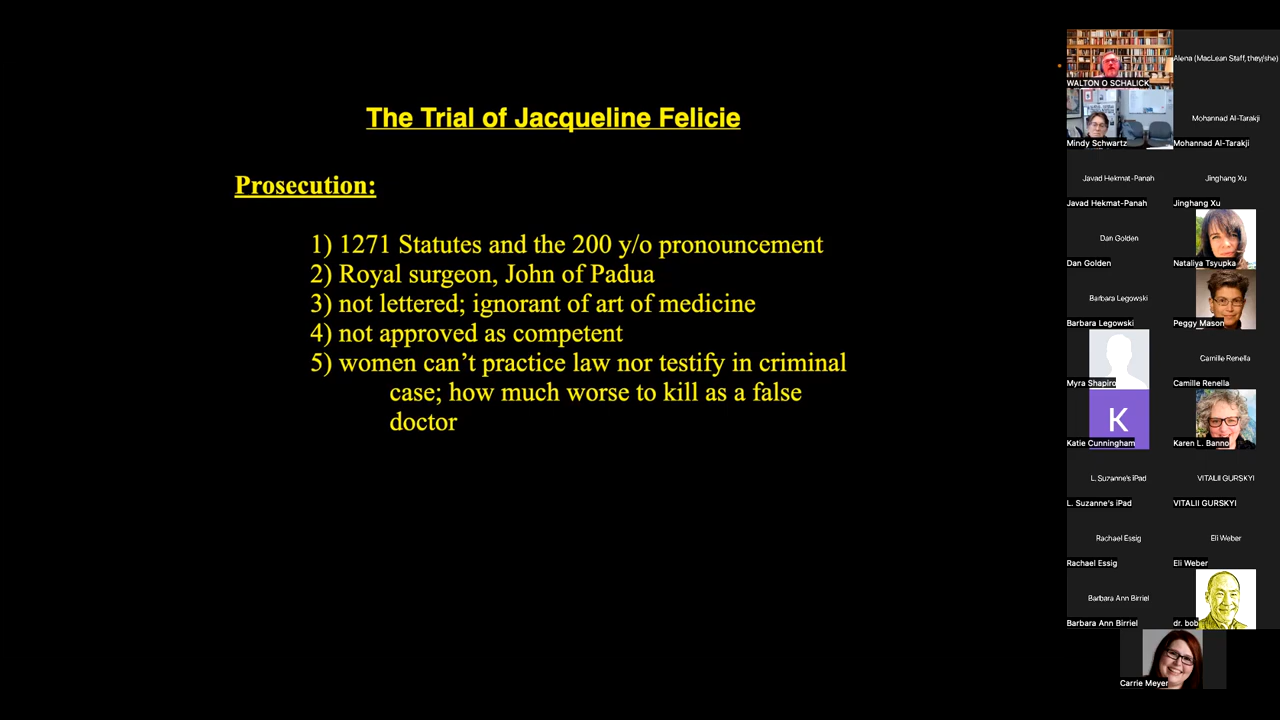 The Trial of Jacqueline Felicie
Prosecution:
1) 1271 Statutes and the 200 y/o pronouncement
2) Royal surgeon, John of Padua
3) not lettered; ignorant of art of medicine
4) not approved as competent
5) women can't practice law nor testify in criminal
case; how much worse to kill as a false
doctor
WALTON O SCHALICK
Alena (MacLean Staff, they/she)
Mindy Schwartz
Mohannad Al-Tarakji
Mohannad Al-Tarakji
Javad Hekmat-Panah
Javad Hekmat-Panah
Jinghang Xu
Jinghang Xu
Dan Golden
Dan Golden
Nataliya Tsyupka
Barbara Legowski
Barbara Legowski
Peggy Mason
Myra Shapiro
Camille Renella
Camille Renella
K
Katie Cunningham
Karen L. Banno
L. Suzanne's iPad
L. Suzanne's iPad
VITALII GURSKYI
VITALII GURSKYI
Rachael Essig
Rachael Essig
Eli Weber
Eli Weber
Barbara Ann Birriel
Barbara Ann Birriel
dr. bob
Carrie Meyer